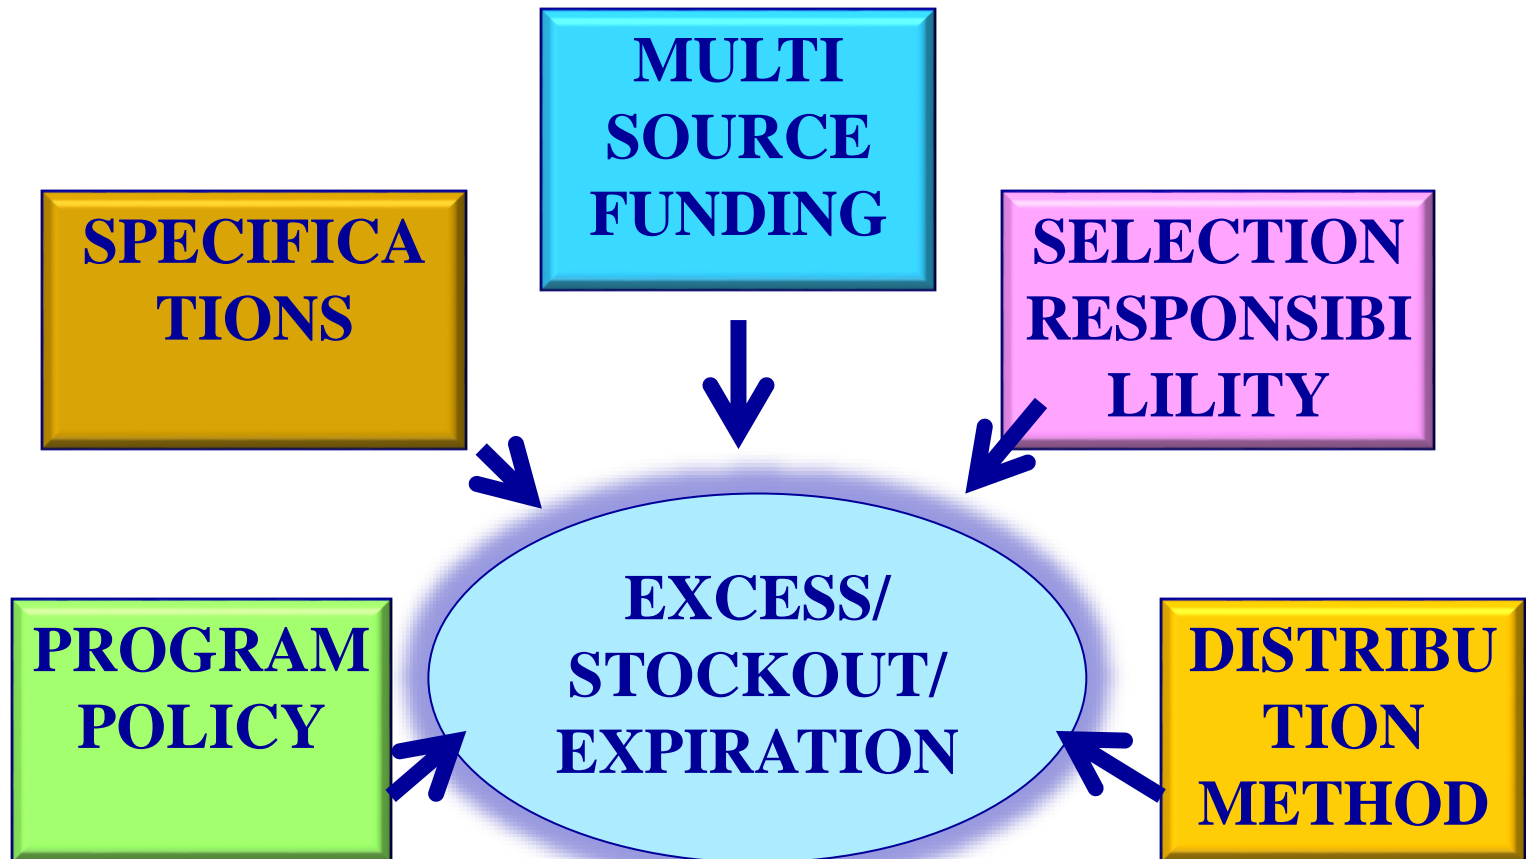 MULTI
SOURCE
FUNDING
SPECIFICA
TIONS
SELECTION
RESPONSIBI
LILITY
EXCESS/
STOCKOUT/
EXPIRATION
PROGRAM
POLICY
DISTRIBU
TION
METHOD